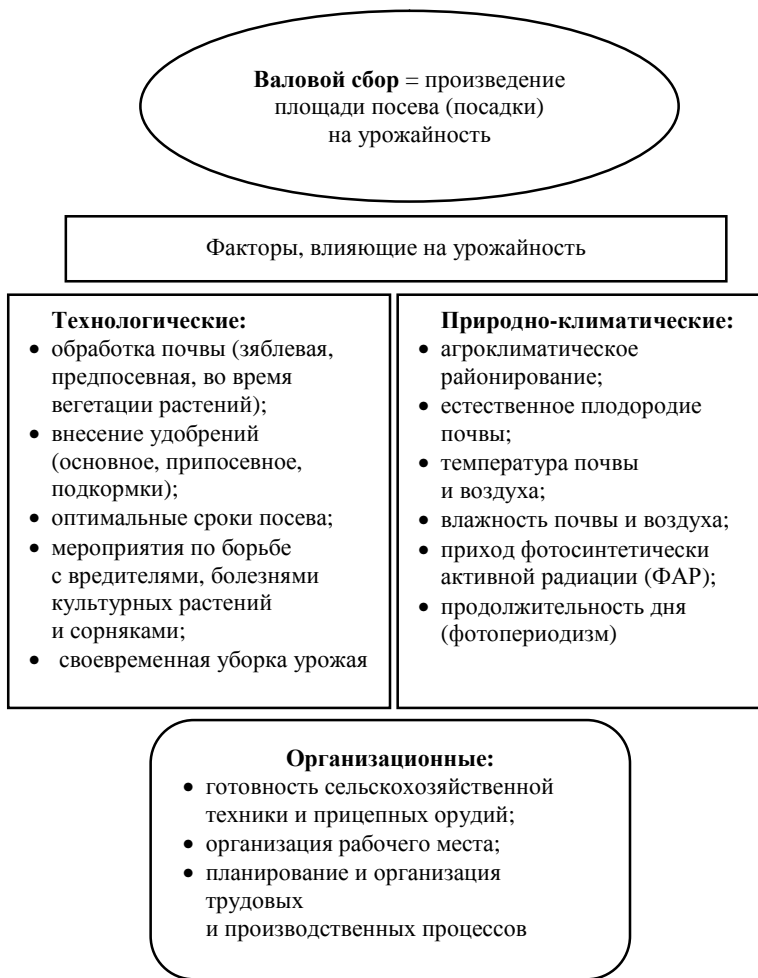 Валовой сбор = произведение
площади посева (посадки)
на урожайность
Факторы, влияющие на урожайность
Технологические:
• обработка почвы (зяблевая,
предпосевная, во время
вегетации растений);
• внесение удобрений
(основное, припосевное,
подкормки);
• оптимальные сроки посева;
• мероприятия по борьбе
с вредителями, болезнями
культурных растений
и сорняками;
• своевременная уборка урожая
Природно-климатические:
• агроклиматическое
районирование;
• естественное плодородие
почвы;
• температура почвы
и воздуха;
• влажность почвы и воздуха;
• приход фотосинтетически
активной радиации (ФАР);
• продолжительность дня
(фотопериодизм)
Организационные:
• готовность сельскохозяйственной
техники и прицепных орудий;
• организация рабочего места;
• планирование и организация
трудовых
и производственных процессов